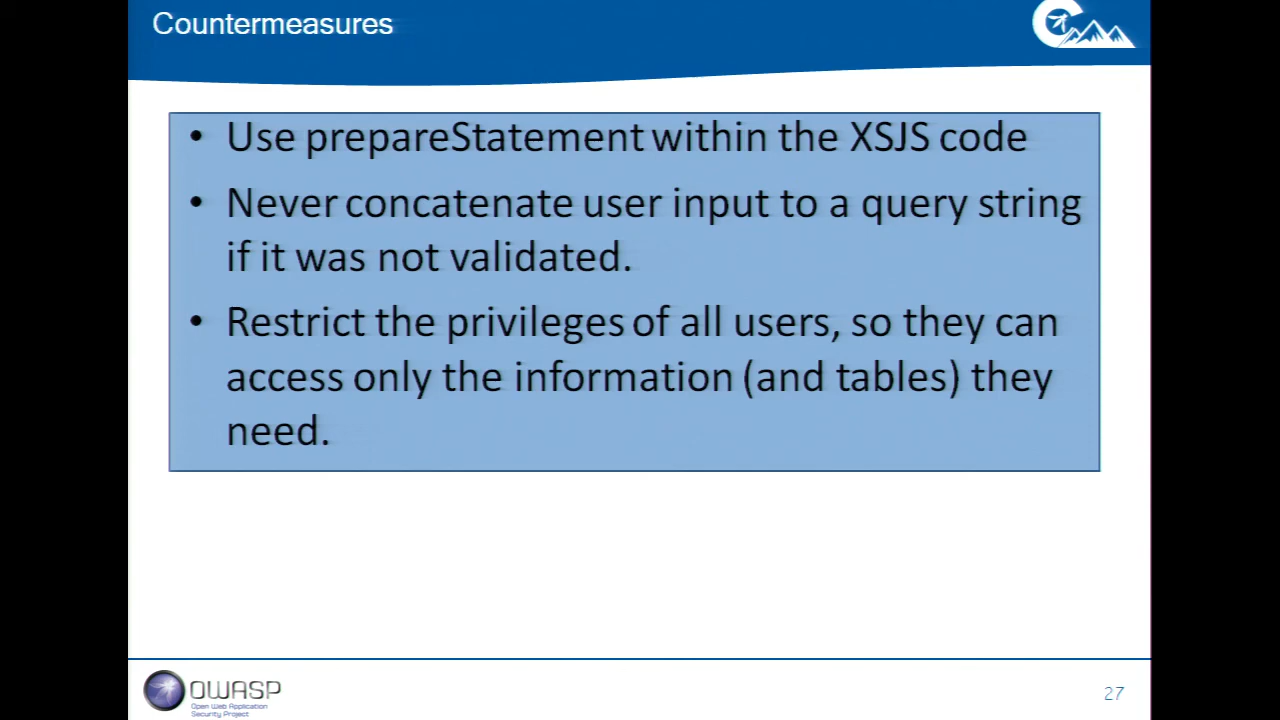 Countermeasures
• Use prepareStatement within the XSJS code
• Never concatenate user input to a query string
if it was not validated.
• Restrict the privileges of all users, so they can
access only the information (and tables) they
need.
OWASP
Open Web Application
Security Project
27